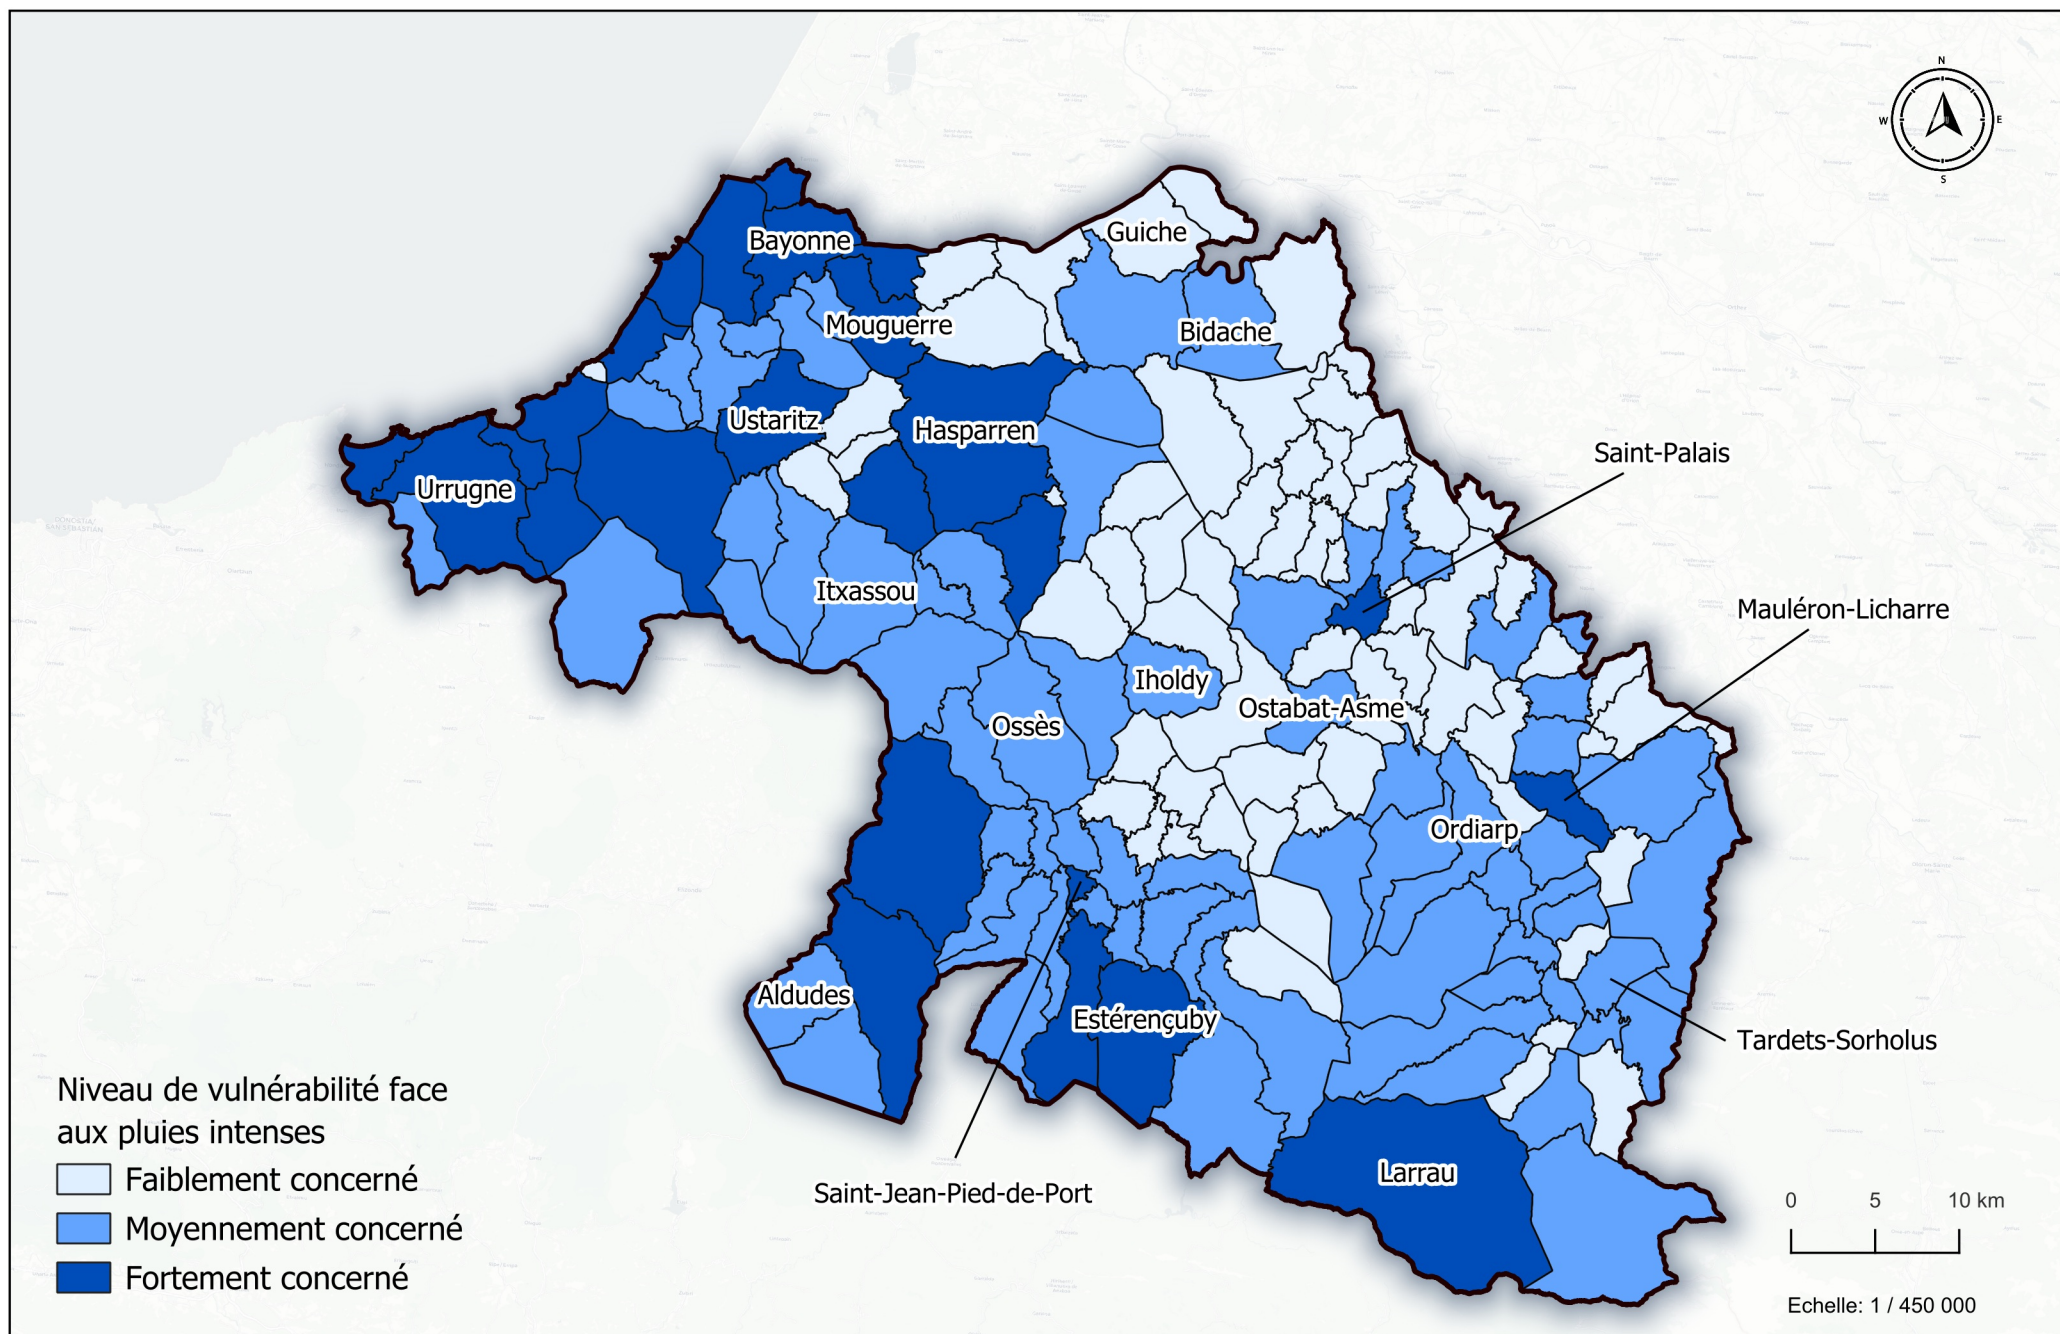 N
W
E
S
Guiche
Bayonne
Mouguerre
Bidache
Ustaritz
Hasparren
Saint-Palais
Urrugne
Itxassou
Mauléron-Licharre
Iholdy
Ostabat-Asme
Ossès
Ordiarp
Aldudes
Estérençuby
Tardets-Sorholus
Saint-Jean-Pied-de-Port
Larrau
Niveau de vulnérabilité face
aux pluies intenses
Faiblement concerné
Moyennement concerné
Fortement concerné
0 5 10 km
Echelle: 1 / 450 000